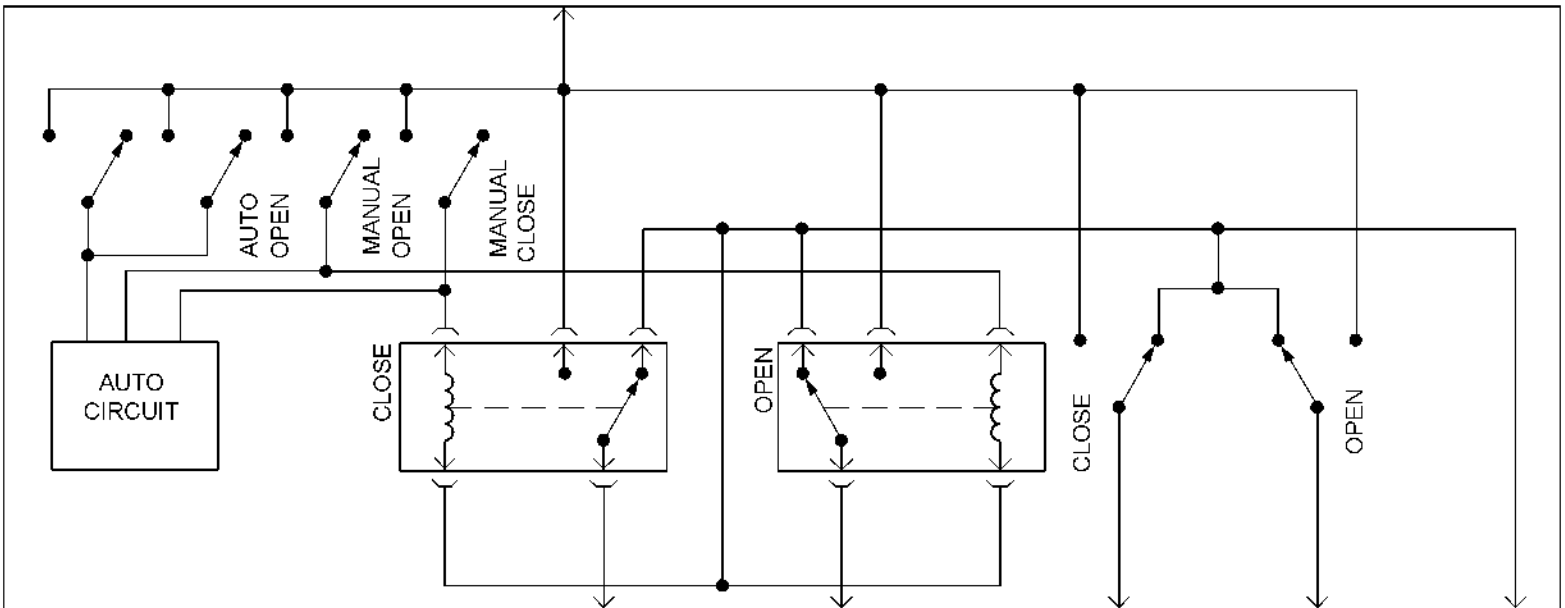 AUTO
OPEN
MANUAL
OPEN
MANUAL
CLOSE
AUTO
CIRCUIT
CLOSE
OPEN
CLOSE
OPEN